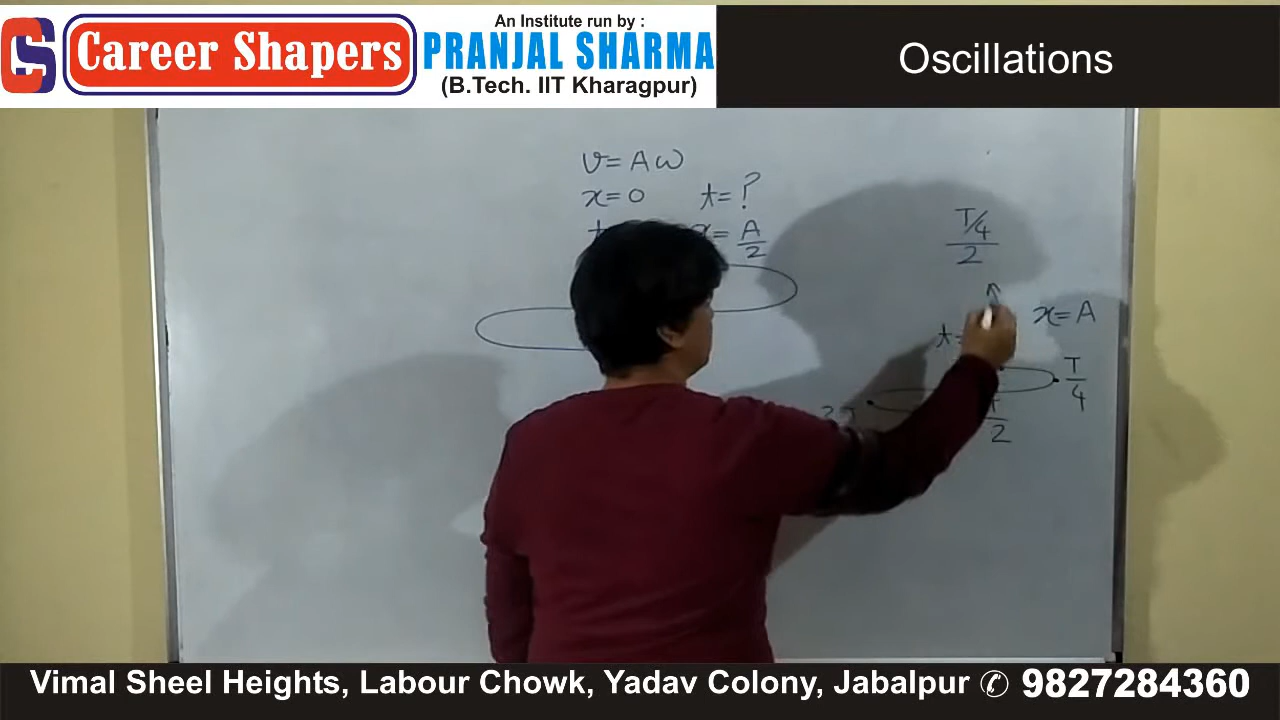 An Institute run by :
CS Career Shapers
PRANJAL SHARMA
(B.Tech. IIT Kharagpur)
Oscillations
v = Aω
x = 0 t = ?
x = A/2
T/4
2
x = A
t =
T/4
2
Vimal Sheel Heights, Labour Chowk, Yadav Colony, Jabalpur ✆ 9827284360